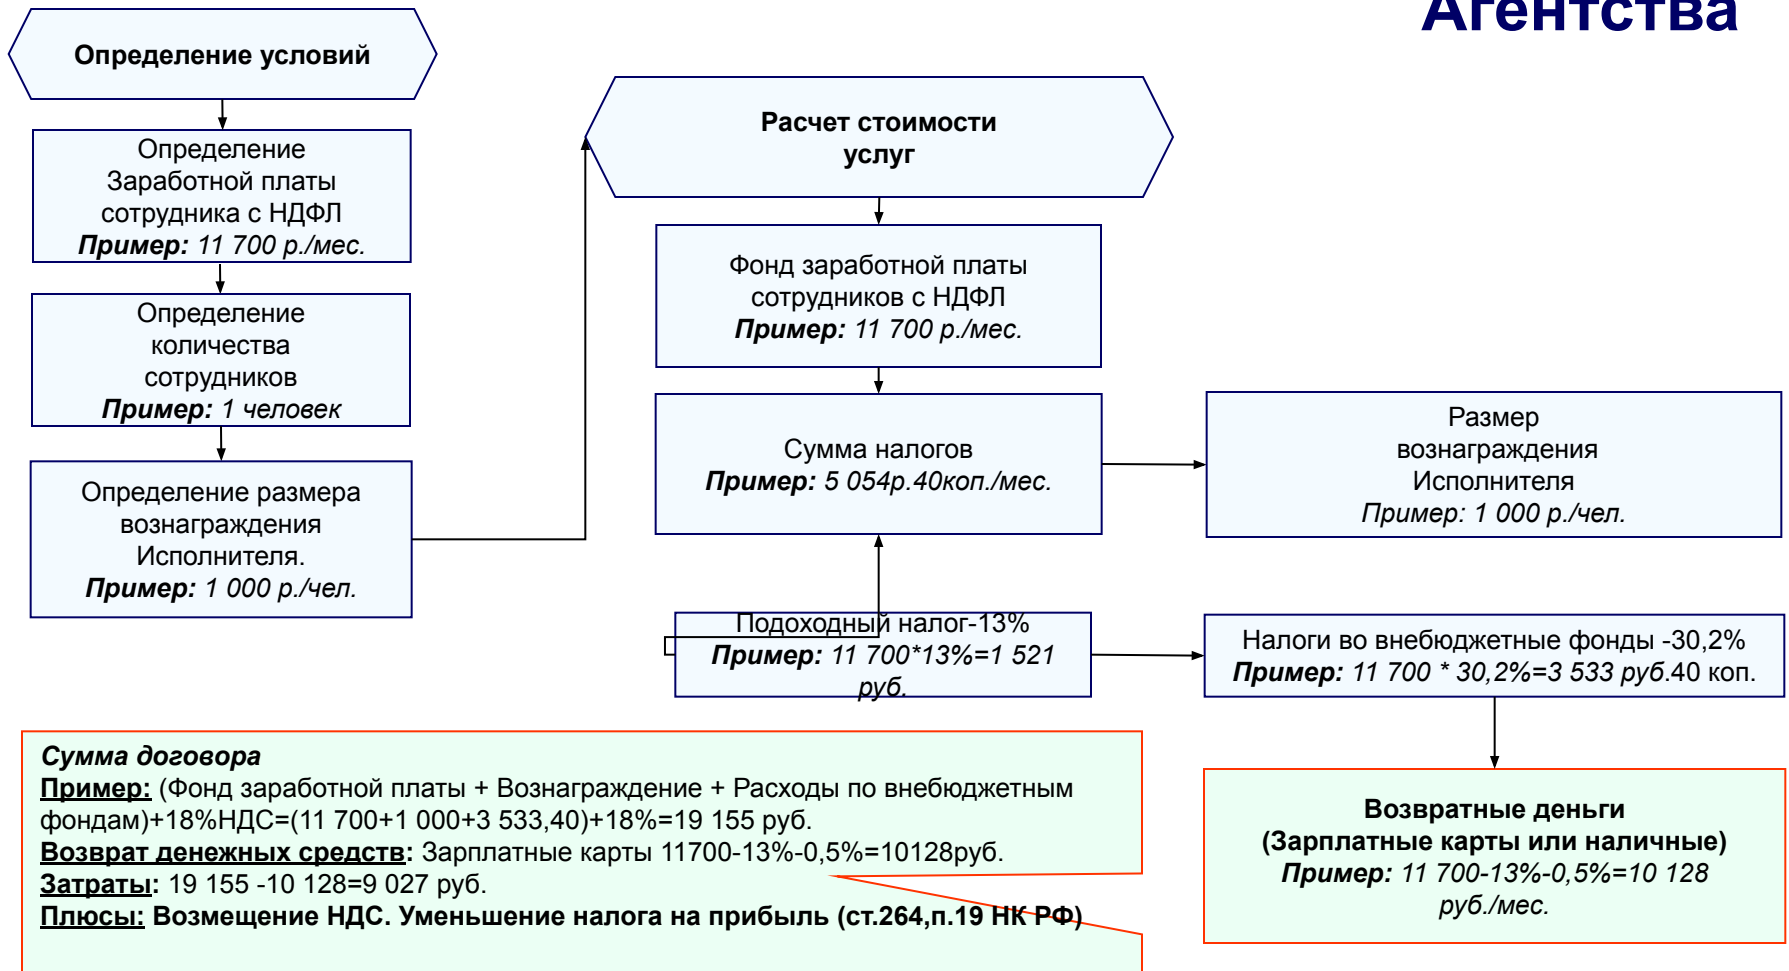 Агентства
Определение условий
Определение
Заработной платы
сотрудника с НДФЛ
Пример: 11 700 р./мес.
Определение
количества
сотрудников
Пример: 1 человек
Определение размера
вознаграждения
Исполнителя.
Пример: 1 000 р./чел.
Расчет стоимости
услуг
Фонд заработной платы
сотрудников с НДФЛ
Пример: 11 700 р./мес.
Сумма налогов
Пример: 5 054р.40коп./мес.
Размер
вознаграждения
Исполнителя
Пример: 1 000 р./чел.
Подоходный налог-13%
Пример: 11 700*13%=1 521
руб.
Налоги во внебюджетные фонды -30,2%
Пример: 11 700 * 30,2%=3 533 руб.40 коп.
Сумма договора
Пример: (Фонд заработной платы + Вознаграждение + Расходы по внебюджетным
фондам)+18%НДС=(11 700+1 000+3 533,40)+18%=19 155 руб.
Возврат денежных средств: Зарплатные карты 11700-13%-0,5%=10128руб.
Затраты: 19 155 -10 128=9 027 руб.
Плюсы: Возмещение НДС. Уменьшение налога на прибыль (ст.264,п.19 НК РФ)
Возвратные деньги
(Зарплатные карты или наличные)
Пример: 11 700-13%-0,5%=10 128
руб./мес.